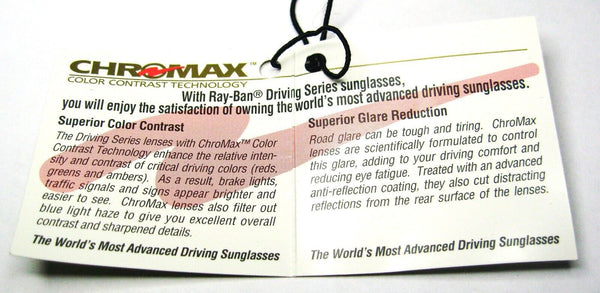 CHROMAX™
COLOR CONTRAST TECHNOLOGY
With Ray-Ban® Driving Series sunglasses,
you will enjoy the satisfaction of owning the world's most advanced driving sunglasses.
Superior Color Contrast
The Driving Series lenses with ChroMax™ Color
Contrast Technology enhance the relative inten-
sity and contrast of critical driving colors (reds,
greens and ambers). As a result, brake lights,
traffic signals and signs appear brighter and
easier to see. ChroMax lenses also filter out
blue light haze to give you excellent overall
contrast and sharpened details.
The World's Most Advanced Driving Sunglasses
Superior Glare Reduction
Road glare can be tough and tiring. ChroMax
lenses are scientifically formulated to control
this glare, adding to your driving comfort and
reducing eye fatigue. Treated with an advanced
anti-reflection coating, they also cut distracting
reflections from the rear surface of the lenses.
The World's Most Advanced Driving Sunglasses